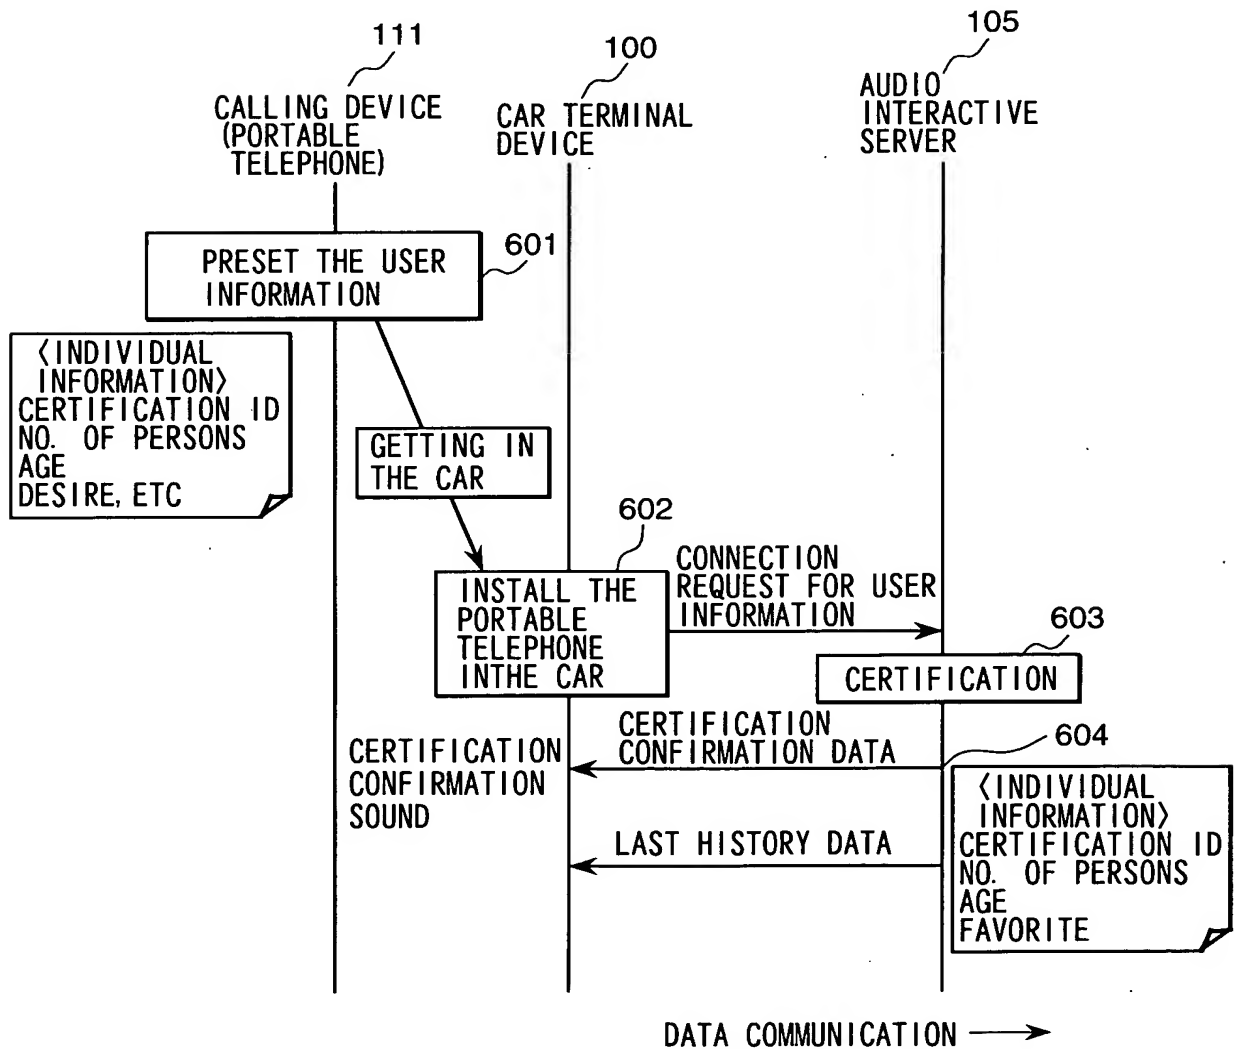 111
100
105
CALLING DEVICE
(PORTABLE
TELEPHONE)
CAR TERMINAL
DEVICE
AUDIO
INTERACTIVE
SERVER
PRESET THE USER
INFORMATION
601
<INDIVIDUAL
INFORMATION>
CERTIFICATION ID
NO. OF PERSONS
AGE
DESIRE, ETC
GETTING IN
THE CAR
602
INSTALL THE
PORTABLE
TELEPHONE
INTHE CAR
CONNECTION
REQUEST FOR USER
INFORMATION
603
CERTIFICATION
CERTIFICATION
CONFIRMATION DATA
604
CERTIFICATION
CONFIRMATION
SOUND
LAST HISTORY DATA
<INDIVIDUAL
INFORMATION>
CERTIFICATION ID
NO. OF PERSONS
AGE
FAVORITE
DATA COMMUNICATION